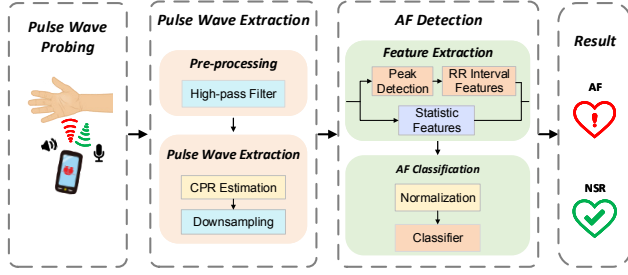 Pulse Wave
Probing
Pulse Wave Extraction
Pre-processing
High-pass Filter
Pulse Wave Extraction
CPR Estimation
Downsampling
AF Detection
Feature Extraction
Peak
Detection
RR Interval
Features
Statistic
Features
AF Classification
Normalization
Classifier
Result
AF
NSR